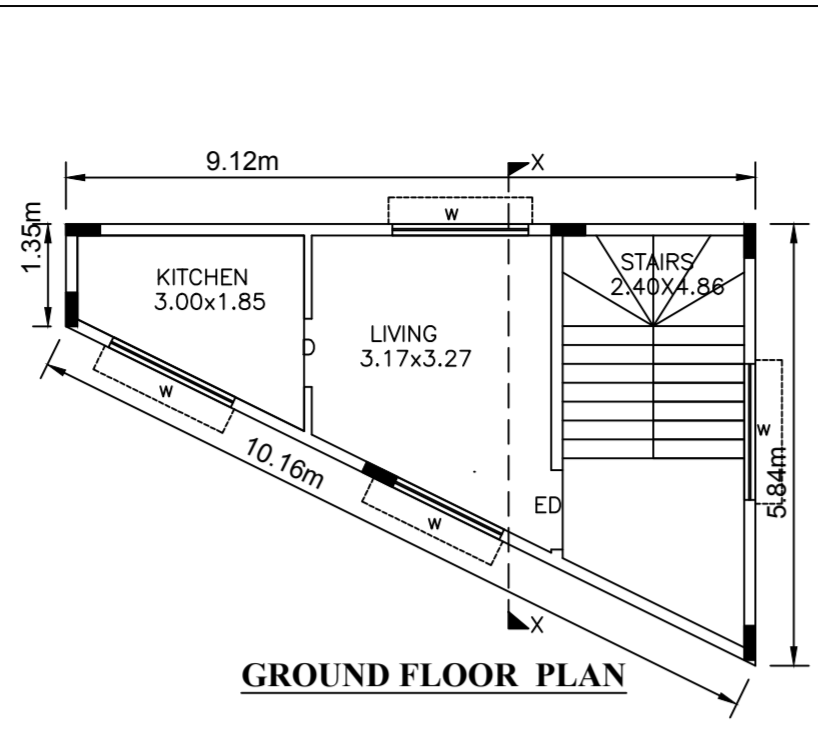 9.12m
X
1.35m
W
STAIRS
2.40X4.86
KITCHEN
3.00x1.85
LIVING
3.17x3.27
D
W
W
5.84m
10.16m
ED
W
X
GROUND FLOOR PLAN